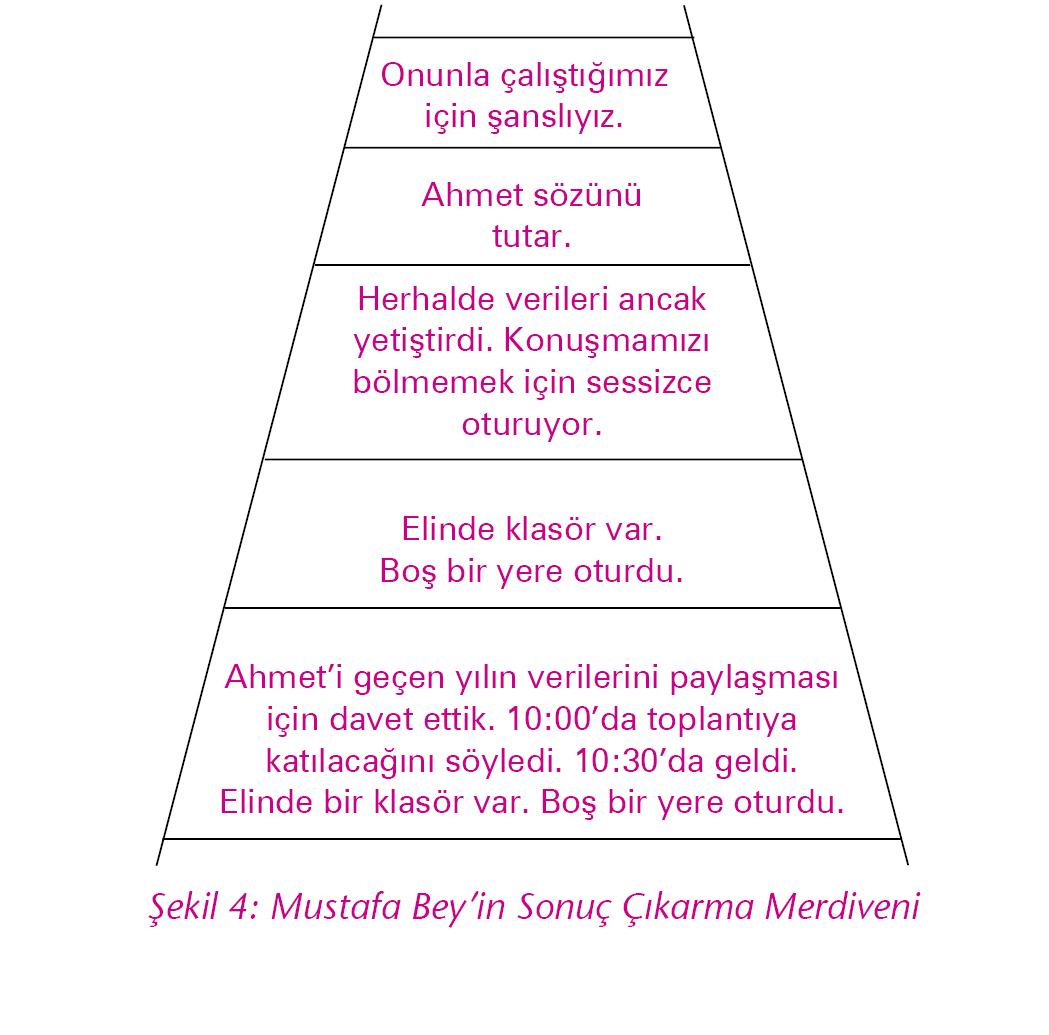 Onunla çalıştığımız
için şanslıyız.
Ahmet sözünü
tutar.
Herhalde verileri ancak
yetiştirdi. Konuşmamızı
bölmemek için sessizce
oturuyor.
Elinde klasör var.
Boş bir yere oturdu.
Ahmet’i geçen yılın verilerini paylaşması
için davet ettik. 10:00’da toplantıya
katılacağını söyledi. 10:30’da geldi.
Elinde bir klasör var. Boş bir yere oturdu.
Şekil 4: Mustafa Bey’in Sonuç Çıkarma Merdiveni